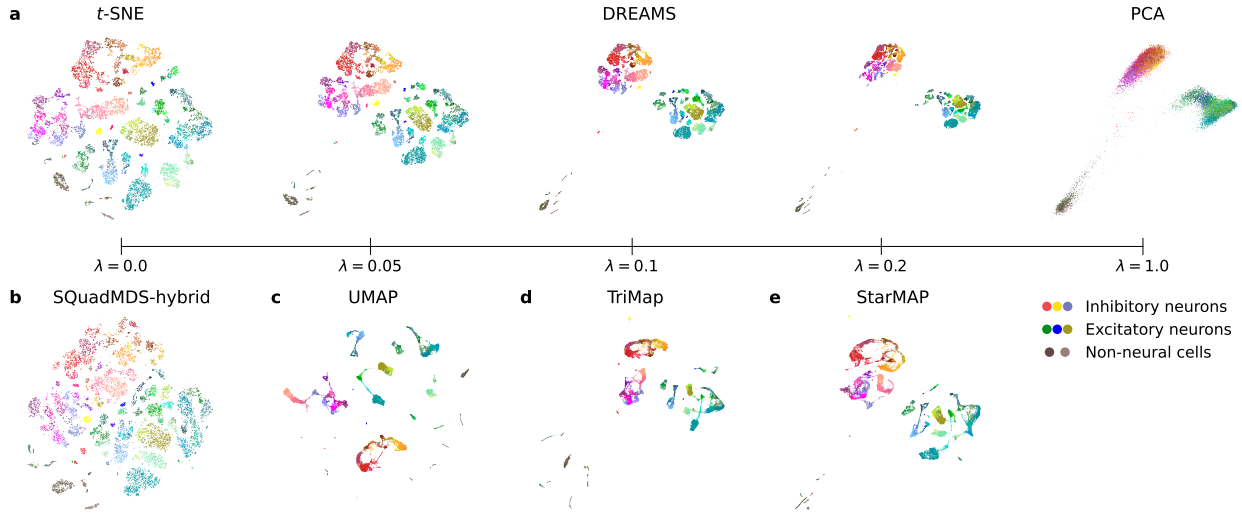 a t-SNE DREAMS PCA
λ = 0.0 λ = 0.05 λ = 0.1 λ = 0.2 λ = 1.0
b SQuadMDS-hybrid c UMAP d TriMap e StarMAP
Inhibitory neurons
Excitatory neurons
Non-neural cells